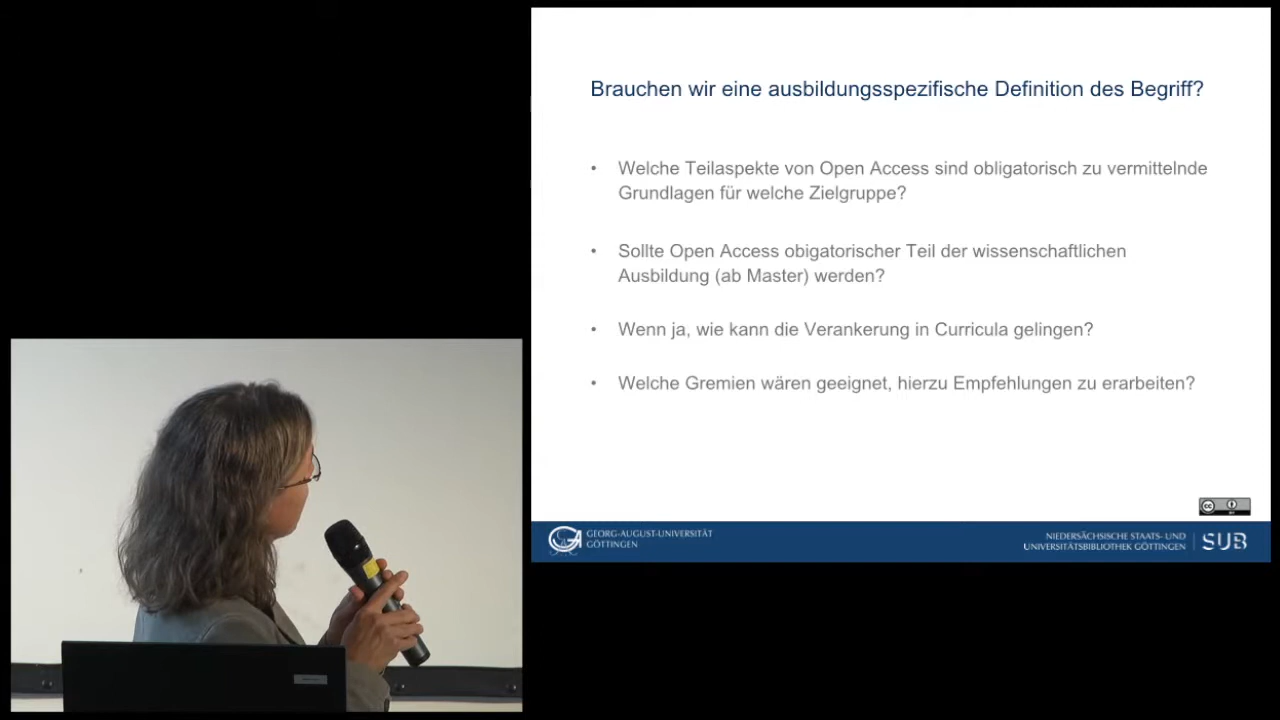 Brauchen wir eine ausbildungsspezifische Definition des Begriff?
• Welche Teilaspekte von Open Access sind obligatorisch zu vermittelnde
Grundlagen für welche Zielgruppe?
• Sollte Open Access obigatorischer Teil der wissenschaftlichen
Ausbildung (ab Master) werden?
• Wenn ja, wie kann die Verankerung in Curricula gelingen?
• Welche Gremien wären geeignet, hierzu Empfehlungen zu erarbeiten?
cc
BY
GEORG-AUGUST-UNIVERSITÄT
GÖTTINGEN
NIEDERSÄCHSISCHE STAATS- UND
UNIVERSITÄTSBIBLIOTHEK GÖTTINGEN
SUB